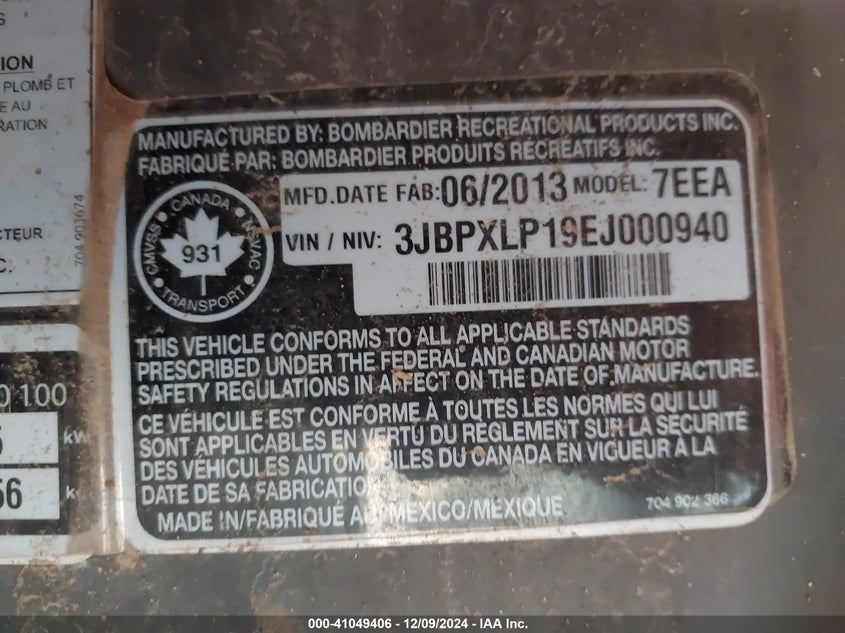 S
ION
PLOMB ET
E AU
RATION
704 903674
CTEUR
C.
0 100
5
kW
56
k
MANUFACTURED BY: BOMBARDIER RECREATIONAL PRODUCTS INC.
FABRIQUÉ PAR: BOMBARDIER PRODUITS RÉCRÉATIFS INC.
MFD.DATE FAB: 06/2013 MODEL: 7EEA
VIN / NIV: 3JBPXLP19EJ000940
CANADA
CMVSS
NSVAC
931
TRANSPORT
THIS VEHICLE CONFORMS TO ALL APPLICABLE STANDARDS
PRESCRIBED UNDER THE FEDERAL AND CANADIAN MOTOR
SAFETY REGULATIONS IN AFFECT ON THE DATE OF MANUFACTURE.
CE VÉHICULE EST CONFORME À TOUTES LES NORMES QUI LUI
SONT APPLICABLES EN VERTU DU RÈGLEMENT SUR LA SÉCURITÉ
DES VÉHICULES AUTOMOBILES DU CANADA EN VIGUEUR À LA
DATE DE SA FABRICATION
MADE IN/FABRIQUÉ AU MEXICO/MEXIQUE
704 902 366
000-41049406 - 12/09/2024 - IAA Inc.